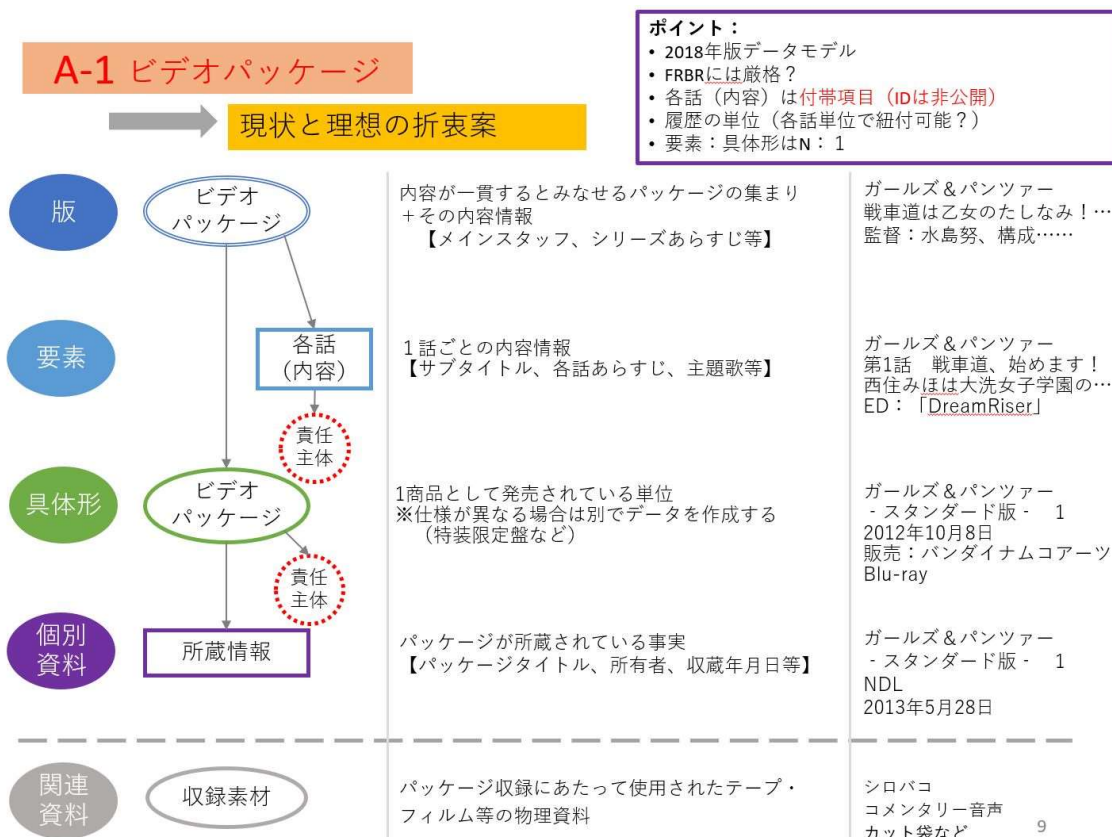 A-1 ビデオパッケージ
現状と理想の折衷案
ポイント：
• 2018年版データモデル
• FRBRには厳格？
• 各話（内容）は付帯項目（IDは非公開）
• 履歴の単位（各話単位で紐付可能？）
• 要素：具体形はN：１
版
ビデオ
パッケージ
内容が一貫するとみなせるパッケージの集まり
＋その内容情報
【メインスタッフ、シリーズあらすじ等】
ガールズ＆パンツァー
戦車道は乙女のたしなみ！…
監督：水島努、構成……
要素
各話
（内容）
１話ごとの内容情報
【サブタイトル、各話あらすじ、主題歌等】
ガールズ＆パンツァー
第1話　戦車道、始めます！
西住みほは大洗女子学園の…
ED：「DreamRiser」
責任
主体
具体形
ビデオ
パッケージ
1商品として発売されている単位
※仕様が異なる場合は別でデータを作成する
（特装限定盤など）
ガールズ＆パンツァー
- スタンダード版 -　1
2012年10月8日
販売：バンダイナムコアーツ
Blu-ray
責任
主体
個別
資料
所蔵情報
パッケージが所蔵されている事実
【パッケージタイトル、所有者、収蔵年月日等】
ガールズ＆パンツァー
- スタンダード版 -　1
NDL
2013年5月28日
関連
資料
収録素材
パッケージ収録にあたって使用されたテープ・
フィルム等の物理資料
シロバコ
コメンタリー音声
カット袋など
9